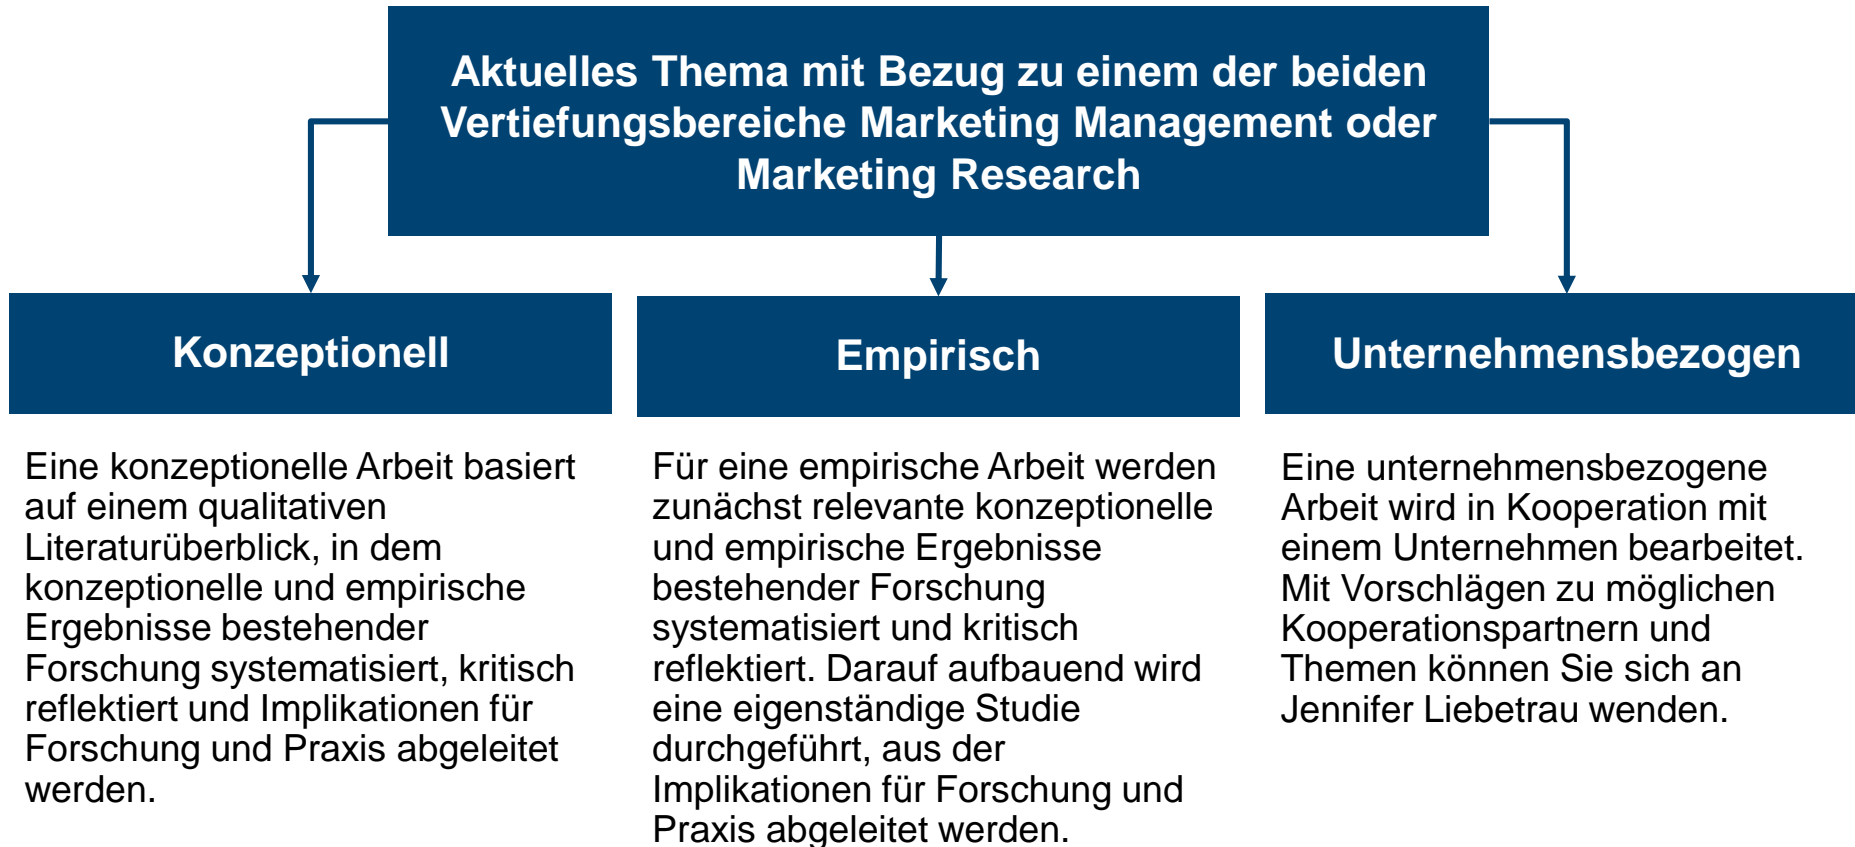 Aktuelles Thema mit Bezug zu einem der beiden
Vertiefungsbereiche Marketing Management oder
Marketing Research
Konzeptionell
Eine konzeptionelle Arbeit basiert
auf einem qualitativen
Literaturüberblick, in dem
konzeptionelle und empirische
Ergebnisse bestehender
Forschung systematisiert, kritisch
reflektiert und Implikationen für
Forschung und Praxis abgeleitet
werden.
Empirisch
Für eine empirische Arbeit werden
zunächst relevante konzeptionelle
und empirische Ergebnisse
bestehender Forschung
systematisiert und kritisch
reflektiert. Darauf aufbauend wird
eine eigenständige Studie
durchgeführt, aus der
Implikationen für Forschung und
Praxis abgeleitet werden.
Unternehmensbezogen
Eine unternehmensbezogene
Arbeit wird in Kooperation mit
einem Unternehmen bearbeitet.
Mit Vorschlägen zu möglichen
Kooperationspartnern und
Themen können Sie sich an
Jennifer Liebetrau wenden.